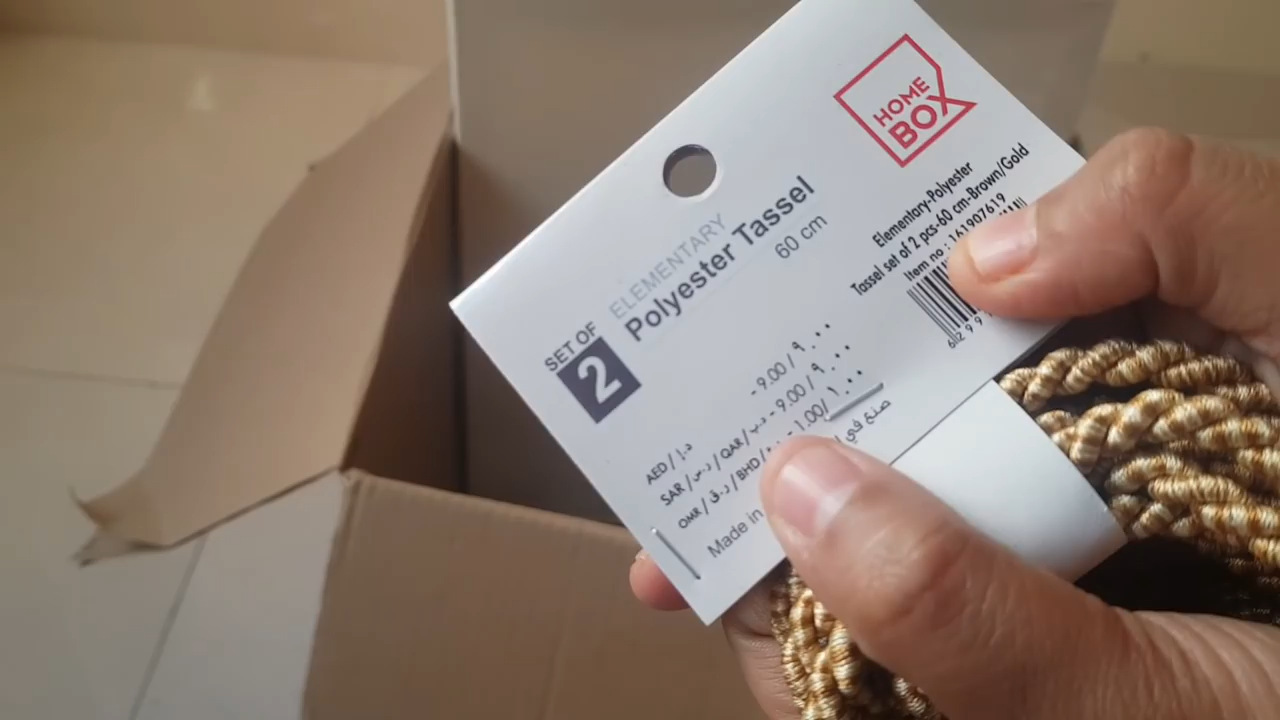 HOME
BOX
SET OF
2
ELEMENTARY
Polyester Tassel
60 cm
Elementary-Polyester
Tassel set of 2 pcs-60 cm-Brown/Gold
Item no.: 161907619
AED / د.إ - 9.00 / ٩.٠٠
SAR / ر.س / QAR / - 9.00 / ٩.٠٠
OMR / ر.ق / BHD / - 1.00/ ١.٠٠
Made in صنع في